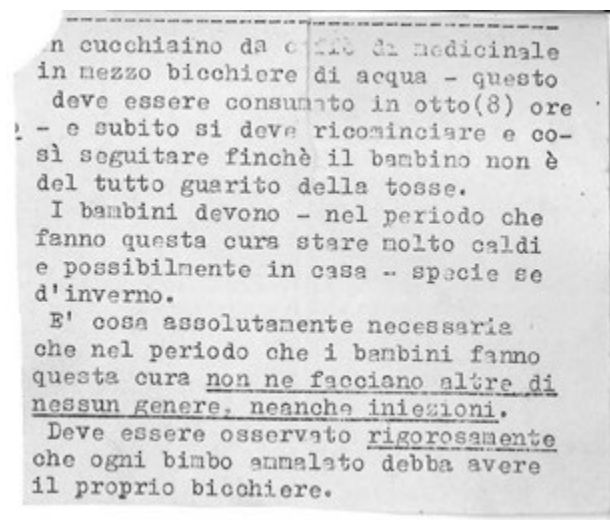 n cucchiaino da caffè di medicinale
in mezzo bicchiere di acqua - questo
deve essere consumato in otto(8) ore
- e subito si deve ricominciare e co-
sì seguitare finchè il bambino non è
del tutto guarito della tosse.
I bambini devono - nel periodo che
fanno questa cura stare molto caldi
e possibilmente in casa - specie se
d'inverno.
E' cosa assolutamente necessaria
che nel periodo che i bambini fanno
questa cura non ne facciano altre di
nessun genere, neanche iniezioni.
Deve essere osservato rigorosamente
che ogni bimbo ammalato debba avere
il proprio bicchiere.